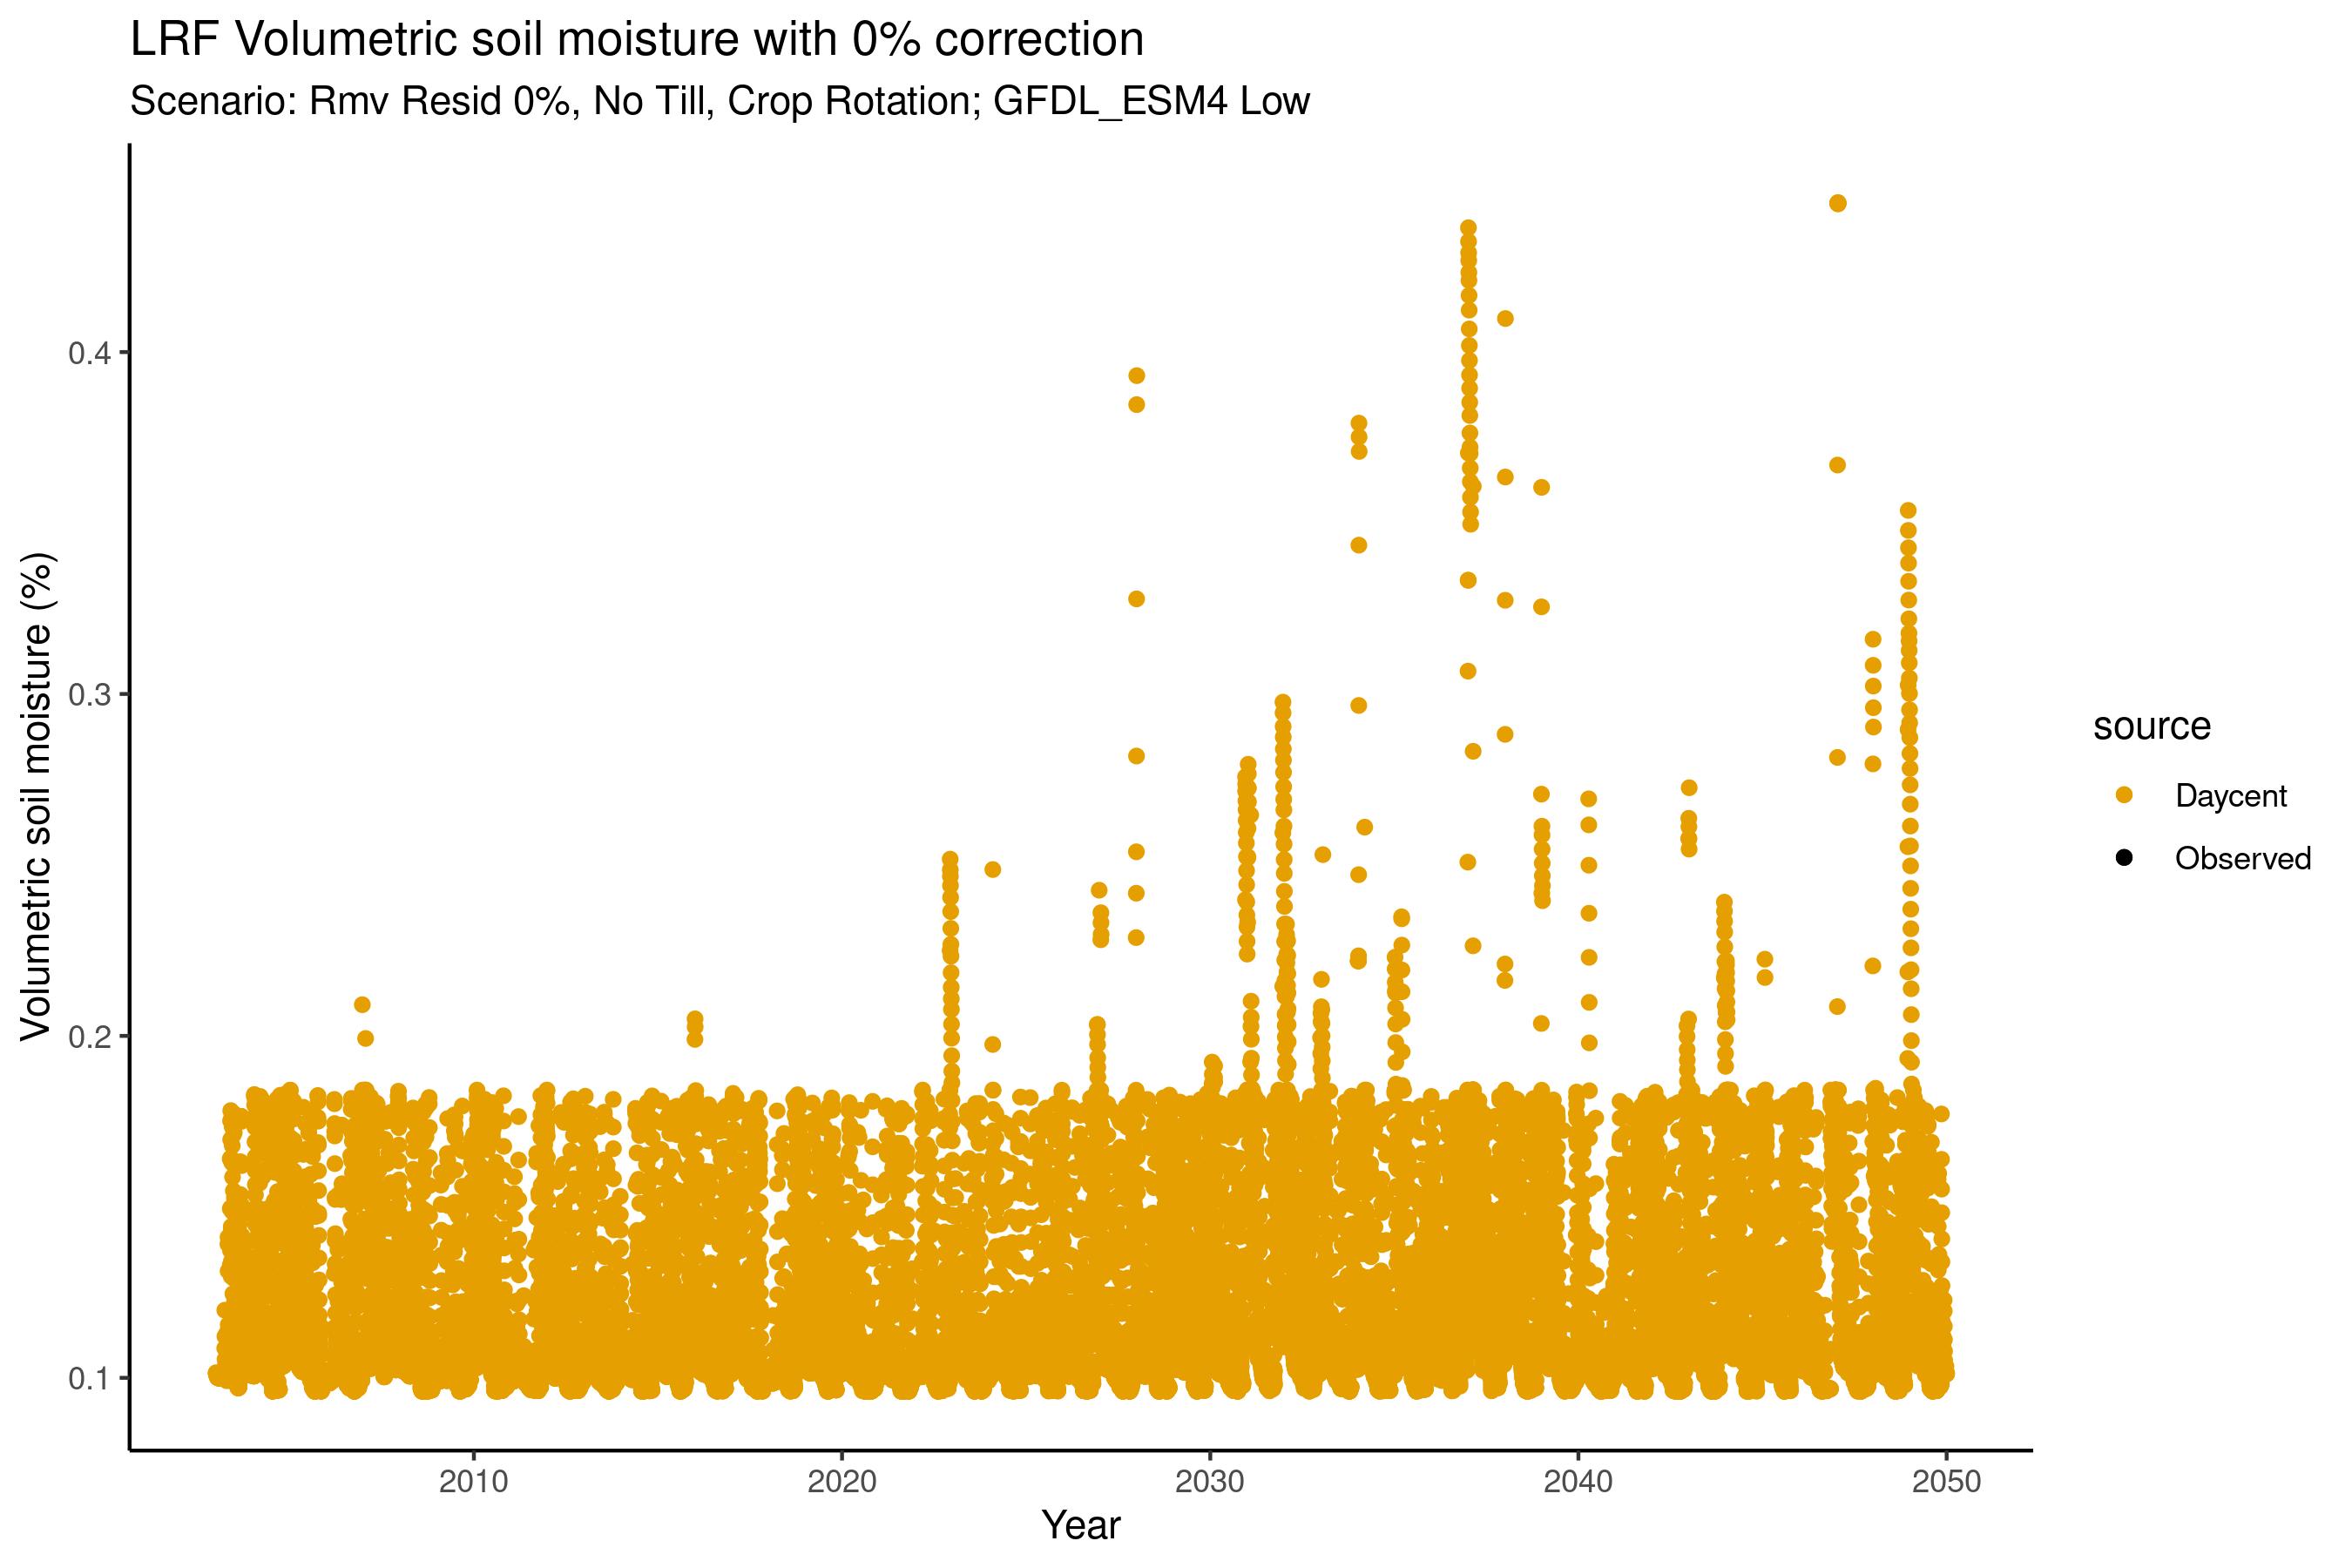 LRF Volumetric soil moisture with 0% correction
Scenario: Rmv Resid 0%, No Till, Crop Rotation; GFDL_ESM4 Low
Volumetric soil moisture (%)
0.4
0.3
0.2
0.1
2010 2020 2030 2040 2050
Year
source
Daycent
Observed